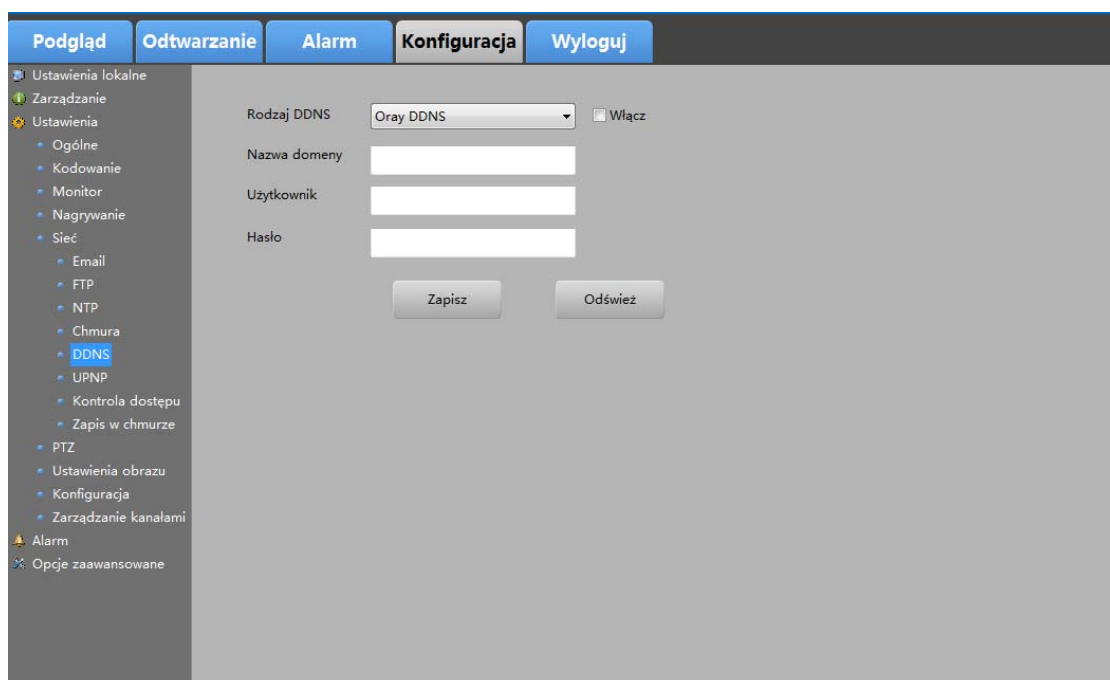 Podgląd
Odtwarzanie
Alarm
Konfiguracja
Wyloguj
Ustawienia lokalne
Zarządzanie
Ustawienia
Ogólne
Kodowanie
Monitor
Nagrywanie
Sieć
Email
FTP
NTP
Chmura
DDNS
UPNP
Kontrola dostępu
Zapis w chmurze
PTZ
Ustawienia obrazu
Konfiguracja
Zarządzanie kanałami
Alarm
Opcje zaawansowane
Rodzaj DDNS
Oray DDNS
Włącz
Nazwa domeny
Użytkownik
Hasło
Zapisz
Odśwież